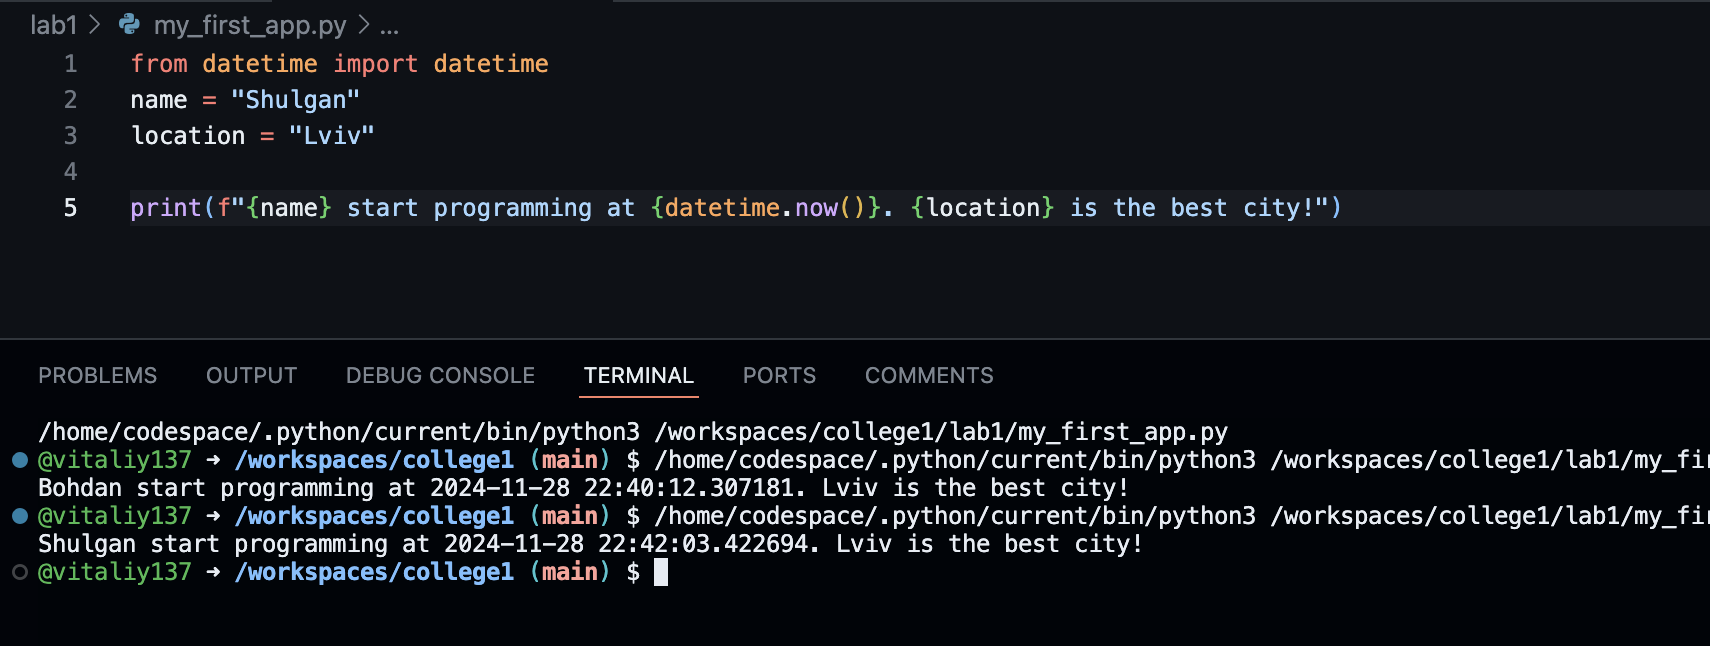 lab1 > my_first_app.py > ...
1 from datetime import datetime
2 name = "Shulgan"
3 location = "Lviv"
4
5 print(f"{name} start programming at {datetime.now()}. {location} is the best city!")
PROBLEMS OUTPUT DEBUG CONSOLE TERMINAL PORTS COMMENTS
/home/codespace/.python/current/bin/python3 /workspaces/college1/lab1/my_first_app.py
@vitaliy137 → /workspaces/college1 (main) $ /home/codespace/.python/current/bin/python3 /workspaces/college1/lab1/my_fi
Bohdan start programming at 2024-11-28 22:40:12.307181. Lviv is the best city!
@vitaliy137 → /workspaces/college1 (main) $ /home/codespace/.python/current/bin/python3 /workspaces/college1/lab1/my_fi
Shulgan start programming at 2024-11-28 22:42:03.422694. Lviv is the best city!
@vitaliy137 → /workspaces/college1 (main) $